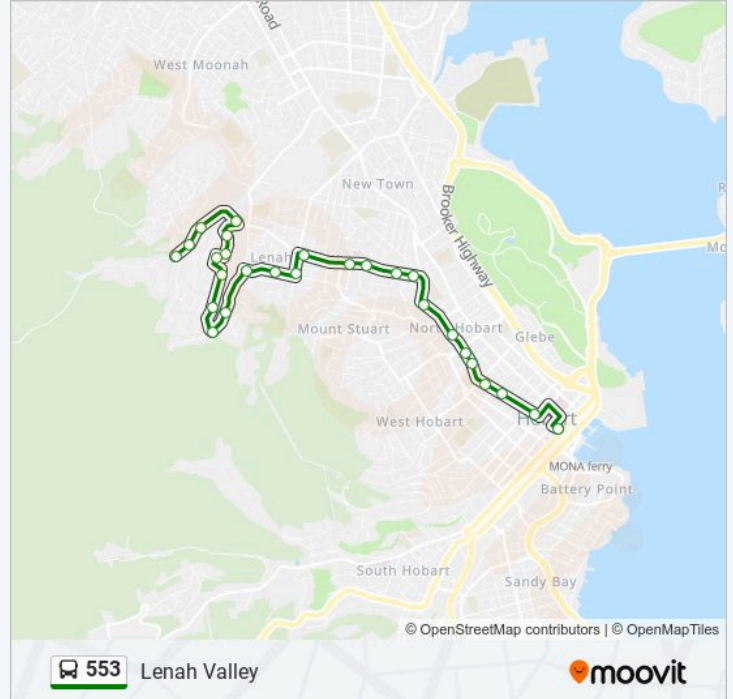 Road
West Moonah
New Town
Brooker Highway
Lenah
Mount Stuart
North Hobart
Glebe
West Hobart
MONA ferry
Battery Point
South Hobart
Sandy Bay
© OpenStreetMap contributors | © OpenMapTiles
553 Lenah Valley
moovit